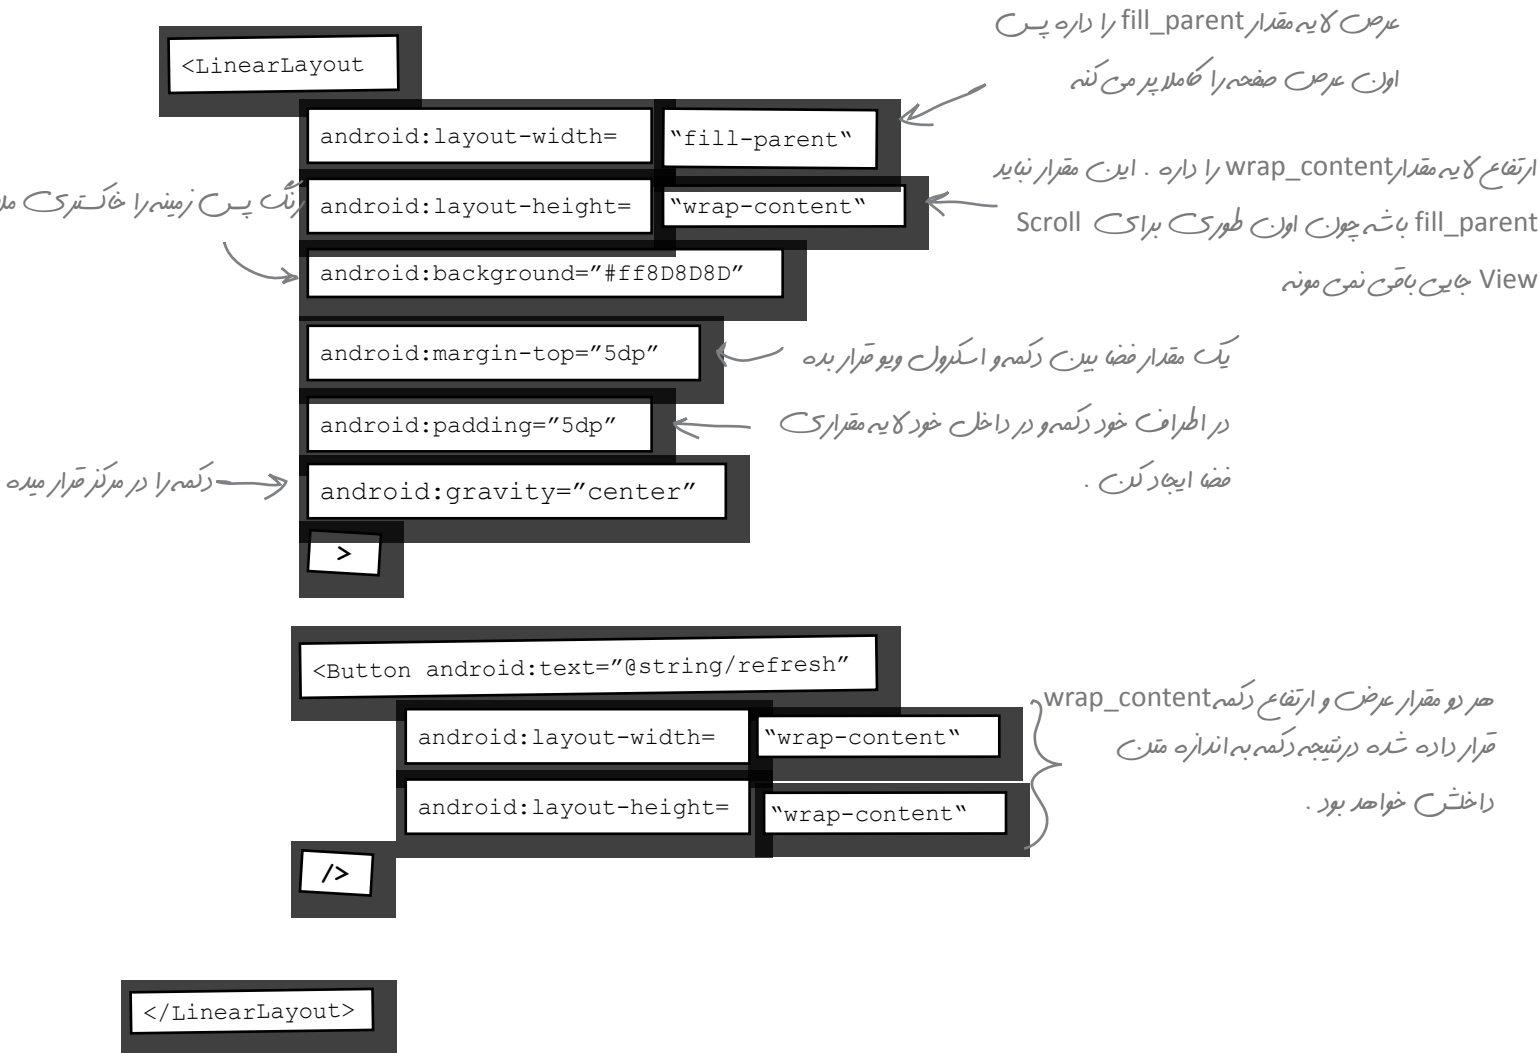 عرض لایه مقدار fill_parent را داره پس
اون عرض صفحه را کاملا پر می کنه
<LinearLayout
android:layout-width= “fill-parent“
ارتفاع لایه مقدار wrap_content را داره . این مقدار نباید
fill_parent باشه چون اون طوری برای Scroll
View جایی باقی نمی مونه
android:layout-height= “wrap-content“
رنگ پس زمینه را خاکستری
android:background=”#ff8D8D8D”
android:margin-top=”5dp”
یک مقدار فضا بین دکمه و اسکرول ویو قرار بده
android:padding=”5dp”
در اطراف خود دکمه و در داخل خود لایه مقداری
فضا ایجاد کن .
android:gravity=”center”
دکمه را در مرکز قرار میده
>
<Button android:text=”@string/refresh”
android:layout-width= “wrap-content“
android:layout-height= “wrap-content“
هر دو مقدار عرض و ارتفاع دکمه wrap_content
قرار داده شده درنتیجه دکمه به اندازه متن
داخلش خواهد بود .
/>
</LinearLayout>